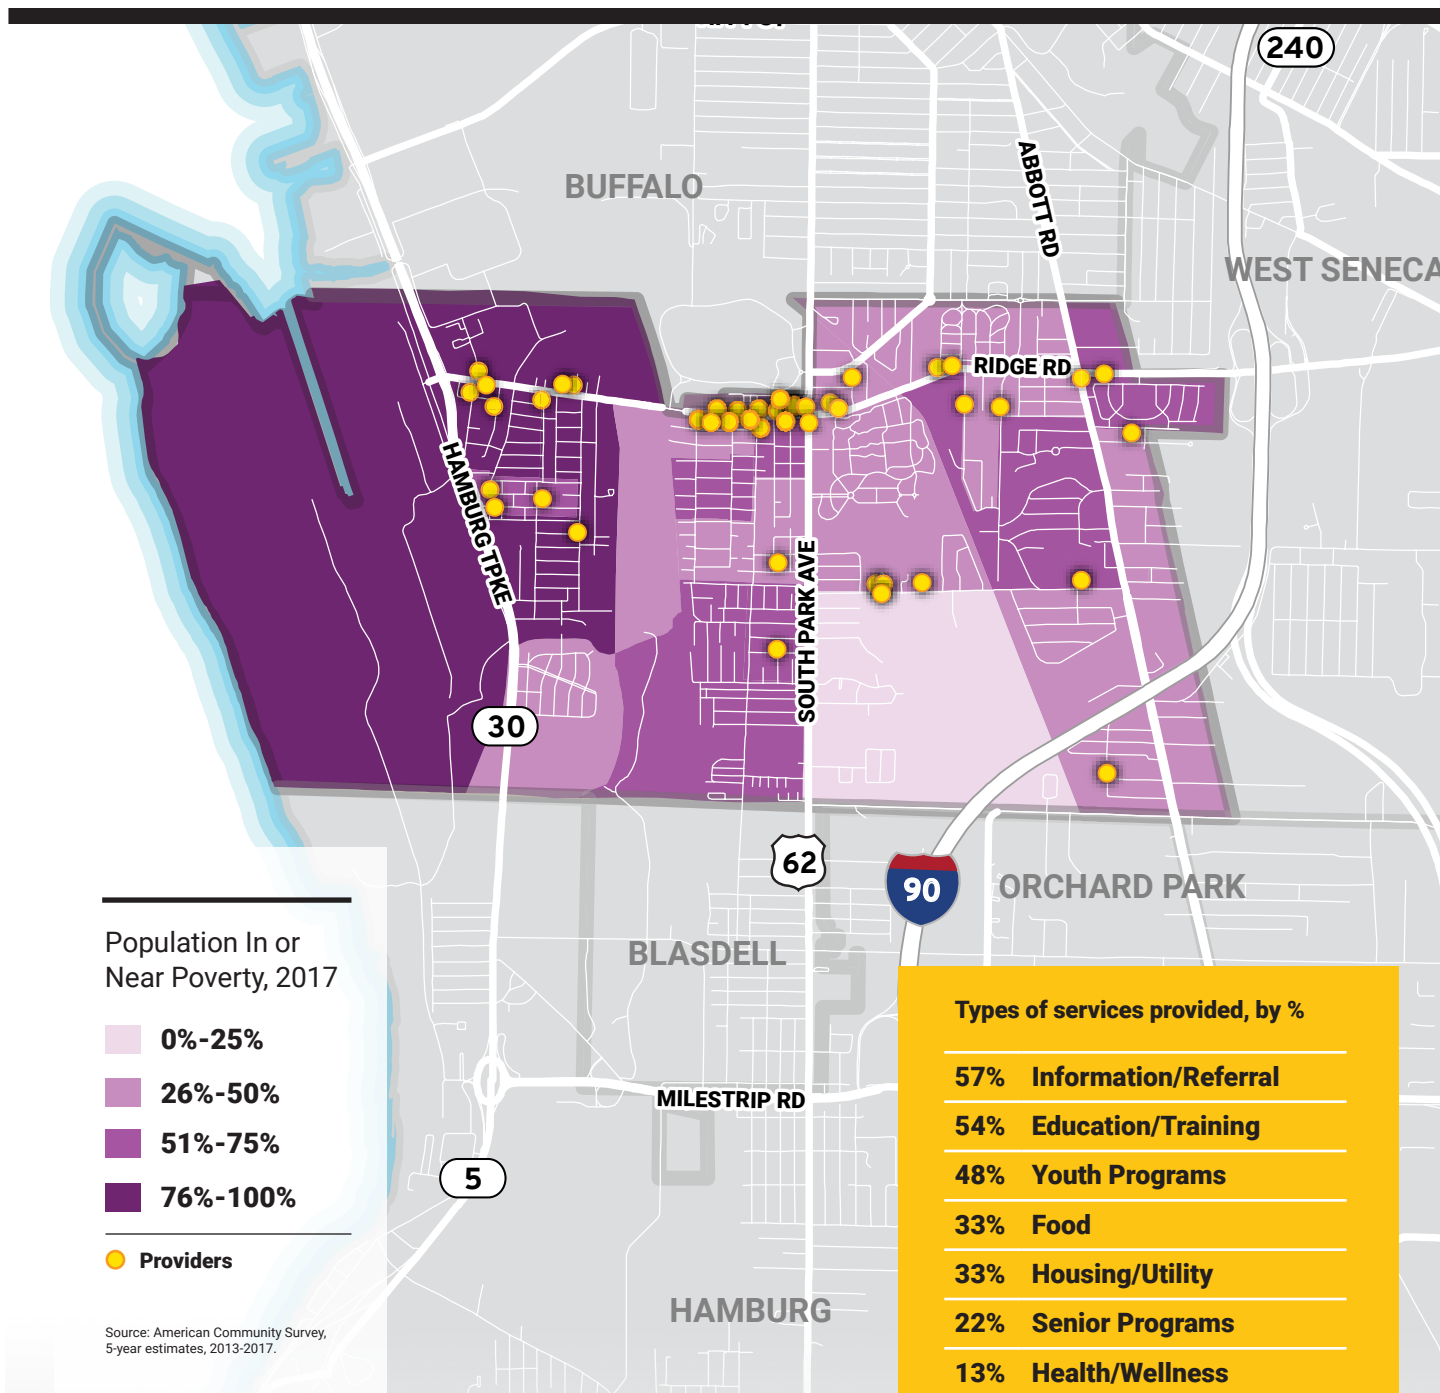 240
BUFFALO
ABBOTT RD
WEST SENECA
RIDGE RD
HAMBURG TPKE
SOUTH PARK AVE
30
62
90
ORCHARD PARK
BLASDELL
MILESTRIP RD
5
HAMBURG
Population In or
Near Poverty, 2017
0%-25%
26%-50%
51%-75%
76%-100%
Providers
Source: American Community Survey,
5-year estimates, 2013-2017.
Types of services provided, by %
57% Information/Referral
54% Education/Training
48% Youth Programs
33% Food
33% Housing/Utility
22% Senior Programs
13% Health/Wellness